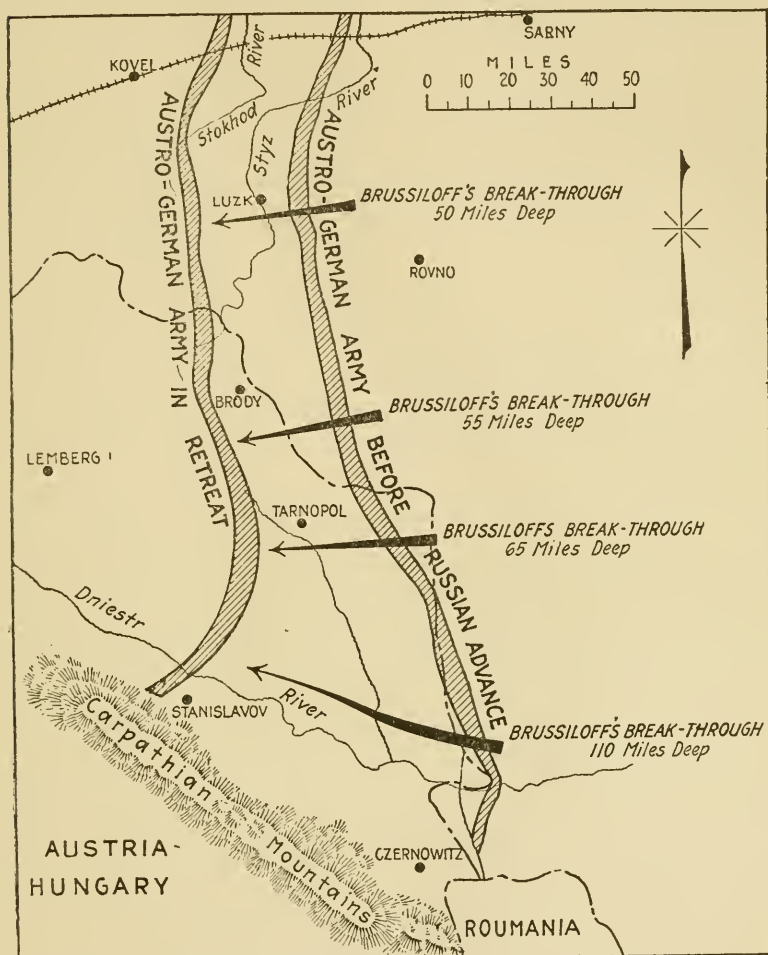 SARNY
KOVEL
River
MILES
0 10 20 30 40 50
River
Stokhod
Styz
AUSTRO-GERMAN ARMY IN RETREAT
AUSTRO-GERMAN ARMY BEFORE RUSSIAN ADVANCE
LUZK
BRUSSILOFF'S BREAK-THROUGH
50 Miles Deep
ROVNO
BRODY
BRUSSILOFF'S BREAK-THROUGH
55 Miles Deep
LEMBERG
TARNOPOL
BRUSSILOFFS BREAK-THROUGH
65 Miles Deep
Dniestr
River
STANISLAVOV
BRUSSILOFF'S BREAK-THROUGH
110 Miles Deep
Carpathian
Mountains
AUSTRIA-
HUNGARY
CZERNOWITZ
ROUMANIA